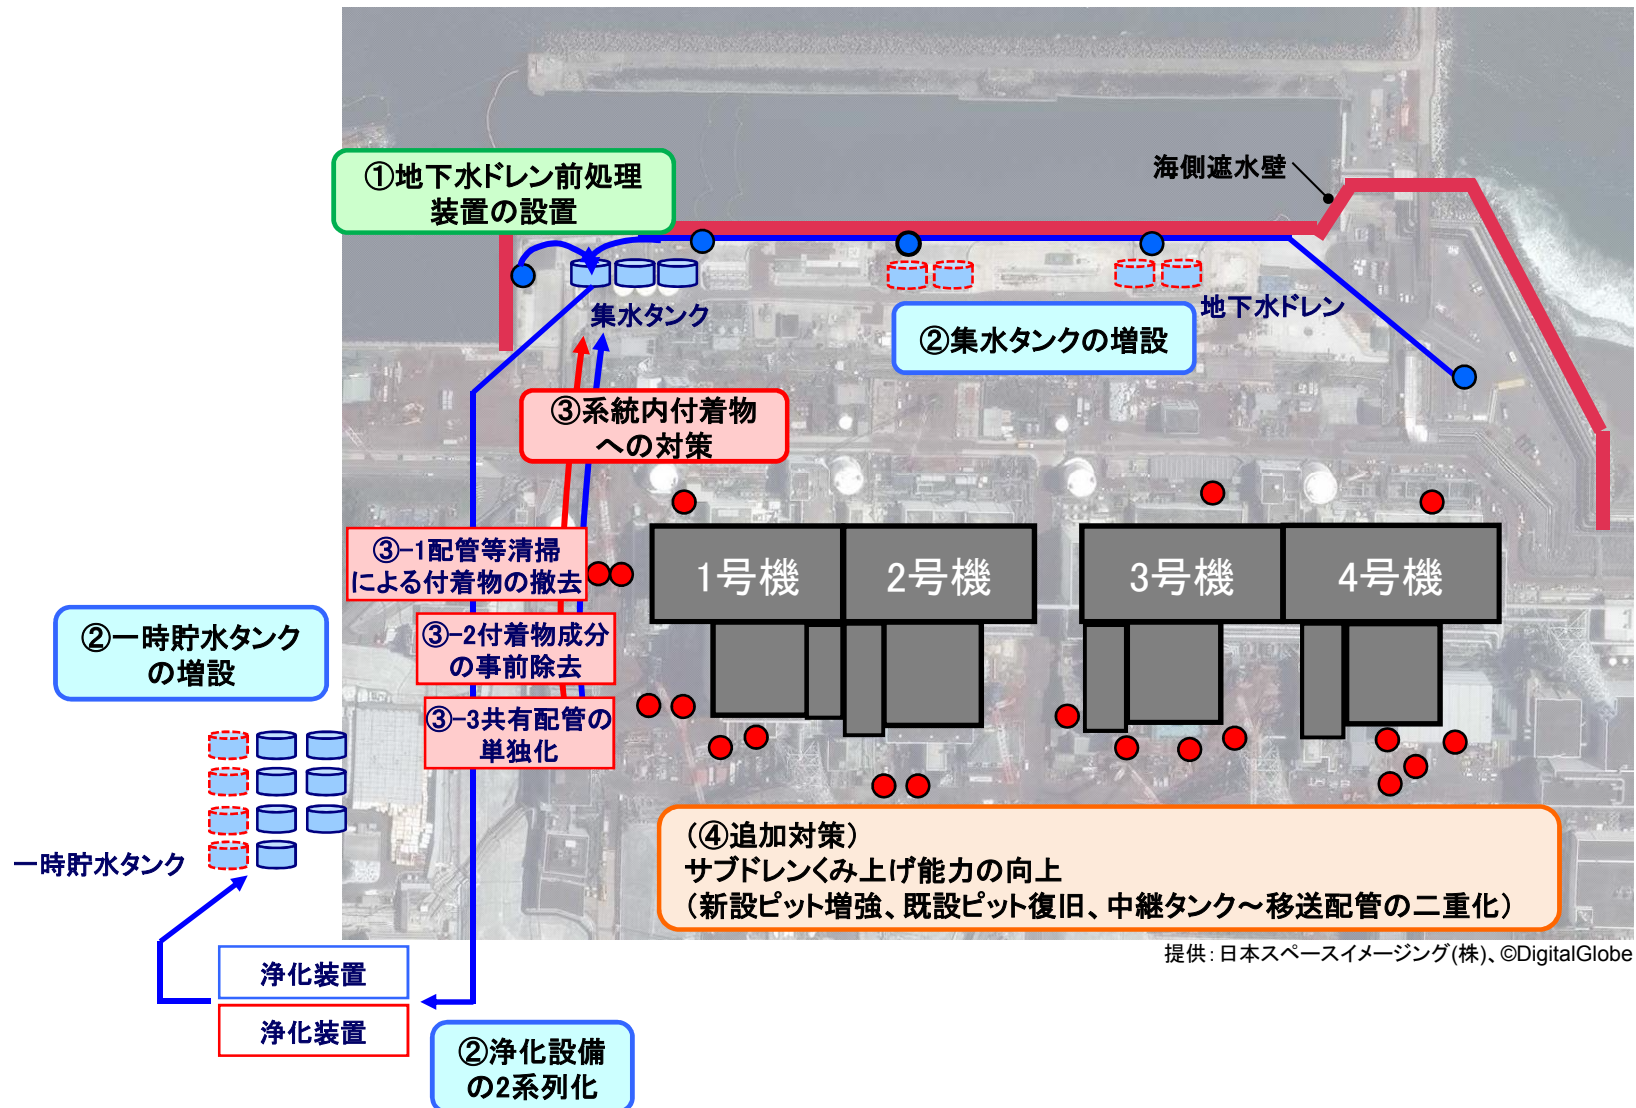 ①地下水ドレン前処理
装置の設置
海側遮水壁
集水タンク
地下水ドレン
②集水タンクの増設
③系統内付着物
への対策
③-1配管等清掃
による付着物の撤去
1号機
2号機
3号機
4号機
②一時貯水タンク
の増設
③-2付着物成分
の事前除去
③-3共有配管の
単独化
一時貯水タンク
（④追加対策）
サブドレンくみ上げ能力の向上
（新設ピット増強、既設ピット復旧、中継タンク～移送配管の二重化）
提供：日本スペースイメージング(株)、©DigitalGlobe
浄化装置
浄化装置
②浄化設備
の2系列化